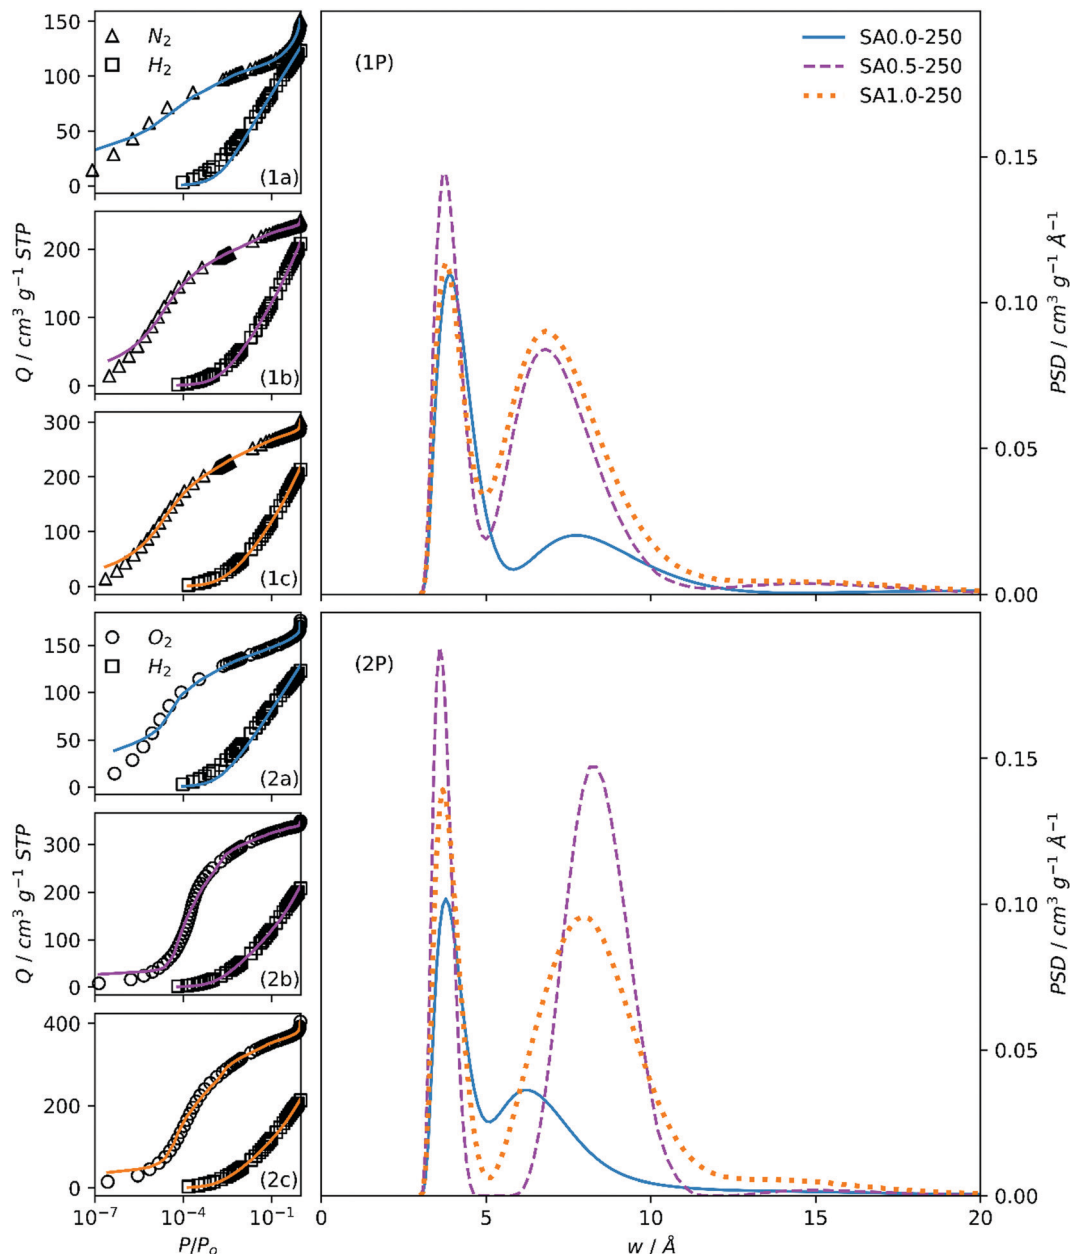 150
100
50
0
N₂
H₂
(1a)
200
100
0
(1b)
300
200
100
0
(1c)
Q / cm³ g⁻¹ STP
(1P)
SA0.0-250
SA0.5-250
SA1.0-250
0.15
0.10
0.05
0.00
PSD / cm³ g⁻¹ Å⁻¹
150
100
50
0
O₂
H₂
(2a)
300
200
100
0
(2b)
400
200
0
(2c)
Q / cm³ g⁻¹ STP
10⁻⁷ 10⁻⁴ 10⁻¹
P/Pₒ
(2P)
0.15
0.10
0.05
0.00
PSD / cm³ g⁻¹ Å⁻¹
0 5 10 15 20
w / Å